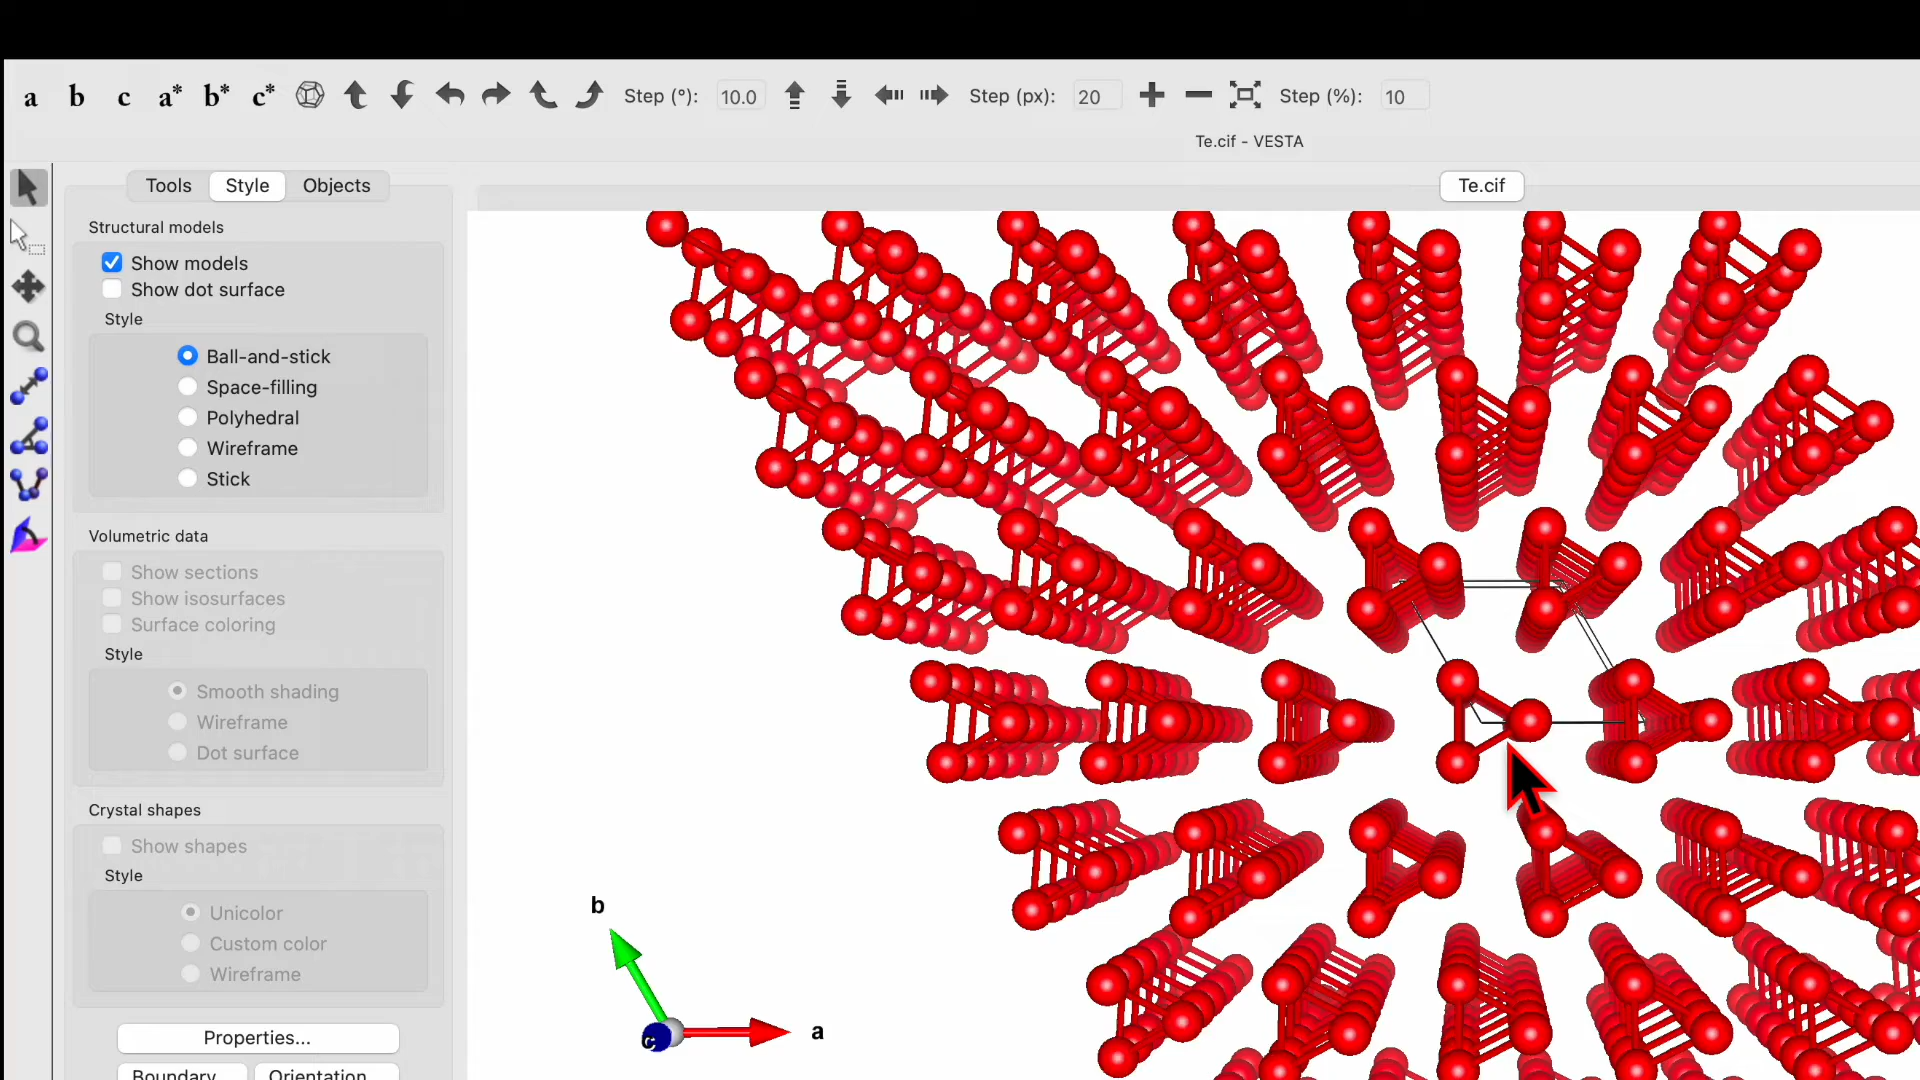 a b c a* b* c* Step (°): 10.0 Step (px): 20 Step (%): 10
Te.cif - VESTA
Tools Style Objects
Te.cif
Structural models
Show models
Show dot surface
Style
Ball-and-stick
Space-filling
Polyhedral
Wireframe
Stick
Volumetric data
Show sections
Show isosurfaces
Surface coloring
Style
Smooth shading
Wireframe
Dot surface
Crystal shapes
Show shapes
Style
Unicolor
Custom color
Wireframe
Properties...
Boundary Orientation
b
c
a